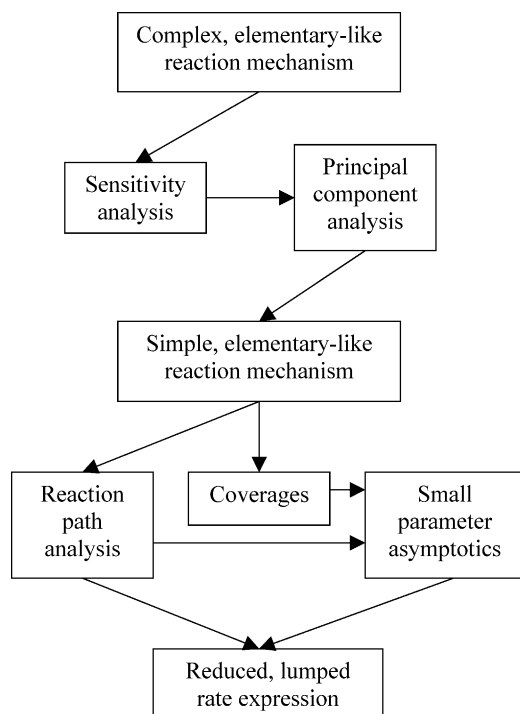 Complex, elementary-like
reaction mechanism
Sensitivity
analysis
Principal
component
analysis
Simple, elementary-like
reaction mechanism
Reaction
path
analysis
Coverages
Small
parameter
asymptotics
Reduced, lumped
rate expression